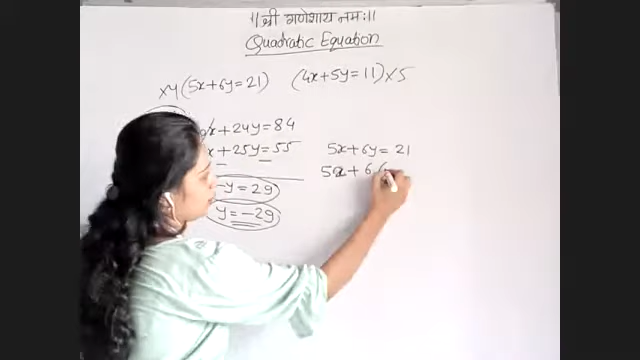 || श्री गणेशाय नमः ||
Quadratic Equation
×4 (5x+6y=21) (4x+5y=11)×5
x + 24y = 84
x + 25y = 55
-y = 29
y = -29
5x+6y = 21
5x + 6(